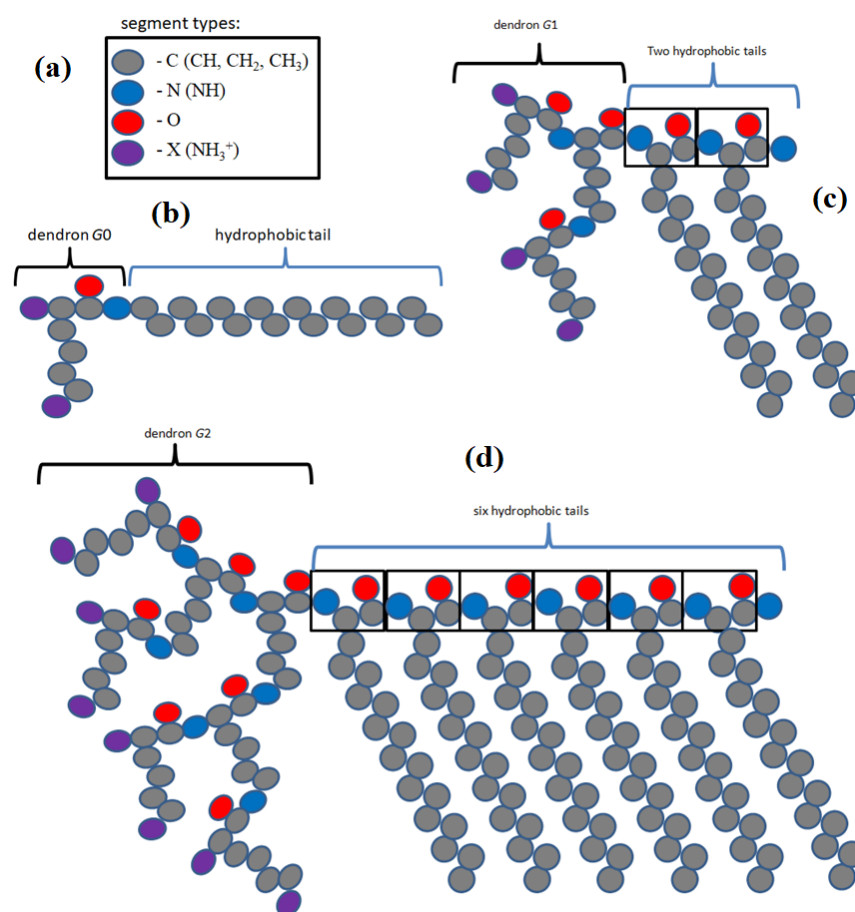 segment types:
(a)
- C (CH, CH₂, CH₃)
- N (NH)
- O
- X (NH₃⁺)
(b)
dendron G0
hydrophobic tail
dendron G1
Two hydrophobic tails
(c)
dendron G2
(d)
six hydrophobic tails